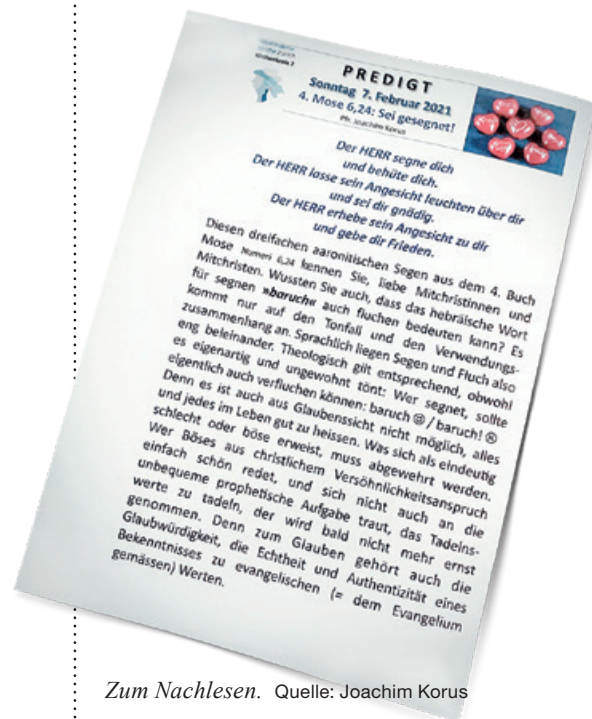 PREDIGT
Sonntag 7. Februar 2021
4. Mose 6,24: Sei gesegnet!
Pfr. Joachim Korus
Der HERR segne dich
und behüte dich.
Der HERR lasse sein Angesicht leuchten über dir
und sei dir gnädig.
Der HERR erhebe sein Angesicht zu dir
und gebe dir Frieden.
Diesen dreifachen aaronitischen Segen aus dem 4. Buch
Mose Numeri 6,24 kennen Sie, liebe Mitchristinnen und
Mitchristen. Wussten Sie auch, dass das hebräische Wort
für segnen »baruch« auch fluchen bedeuten kann? Es
kommt nur auf den Tonfall und den Verwendungs-
zusammenhang an. Sprachlich liegen Segen und Fluch also
eng beieinander. Theologisch gilt entsprechend, obwohl
es eigenartig und ungewohnt tönt: Wer segnet, sollte
eigentlich auch verfluchen können: baruch ☺ / baruch! ☹
Denn es ist auch aus Glaubenssicht nicht möglich, alles
und jedes im Leben gut zu heissen. Was sich als eindeutig
schlecht oder böse erweist, muss abgewehrt werden.
Wer Böses aus christlichem Versöhnlichkeitsanspruch
einfach schön redet, und sich nicht auch an die
unbequeme prophetische Aufgabe traut, das Tadelns-
werte zu tadeln, der wird bald nicht mehr ernst
genommen. Denn zum Glauben gehört auch die
Glaubwürdigkeit, die Echtheit und Authentizität eines
Bekenntnisses zu evangelischen (= dem Evangelium
gemässen) Werten.
Zum Nachlesen. Quelle: Joachim Korus